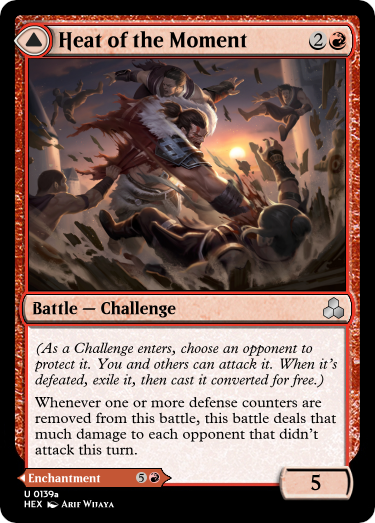 Heat of the Moment 2
Battle — Challenge
(As a Challenge enters, choose an opponent to
protect it. You and others can attack it. When it's
defeated, exile it, then cast it converted for free.)
Whenever one or more defense counters are
removed from this battle, this battle deals that
much damage to each opponent that didn't
attack this turn.
Enchantment 5
5
U 0139a
HEX Arif Wijaya